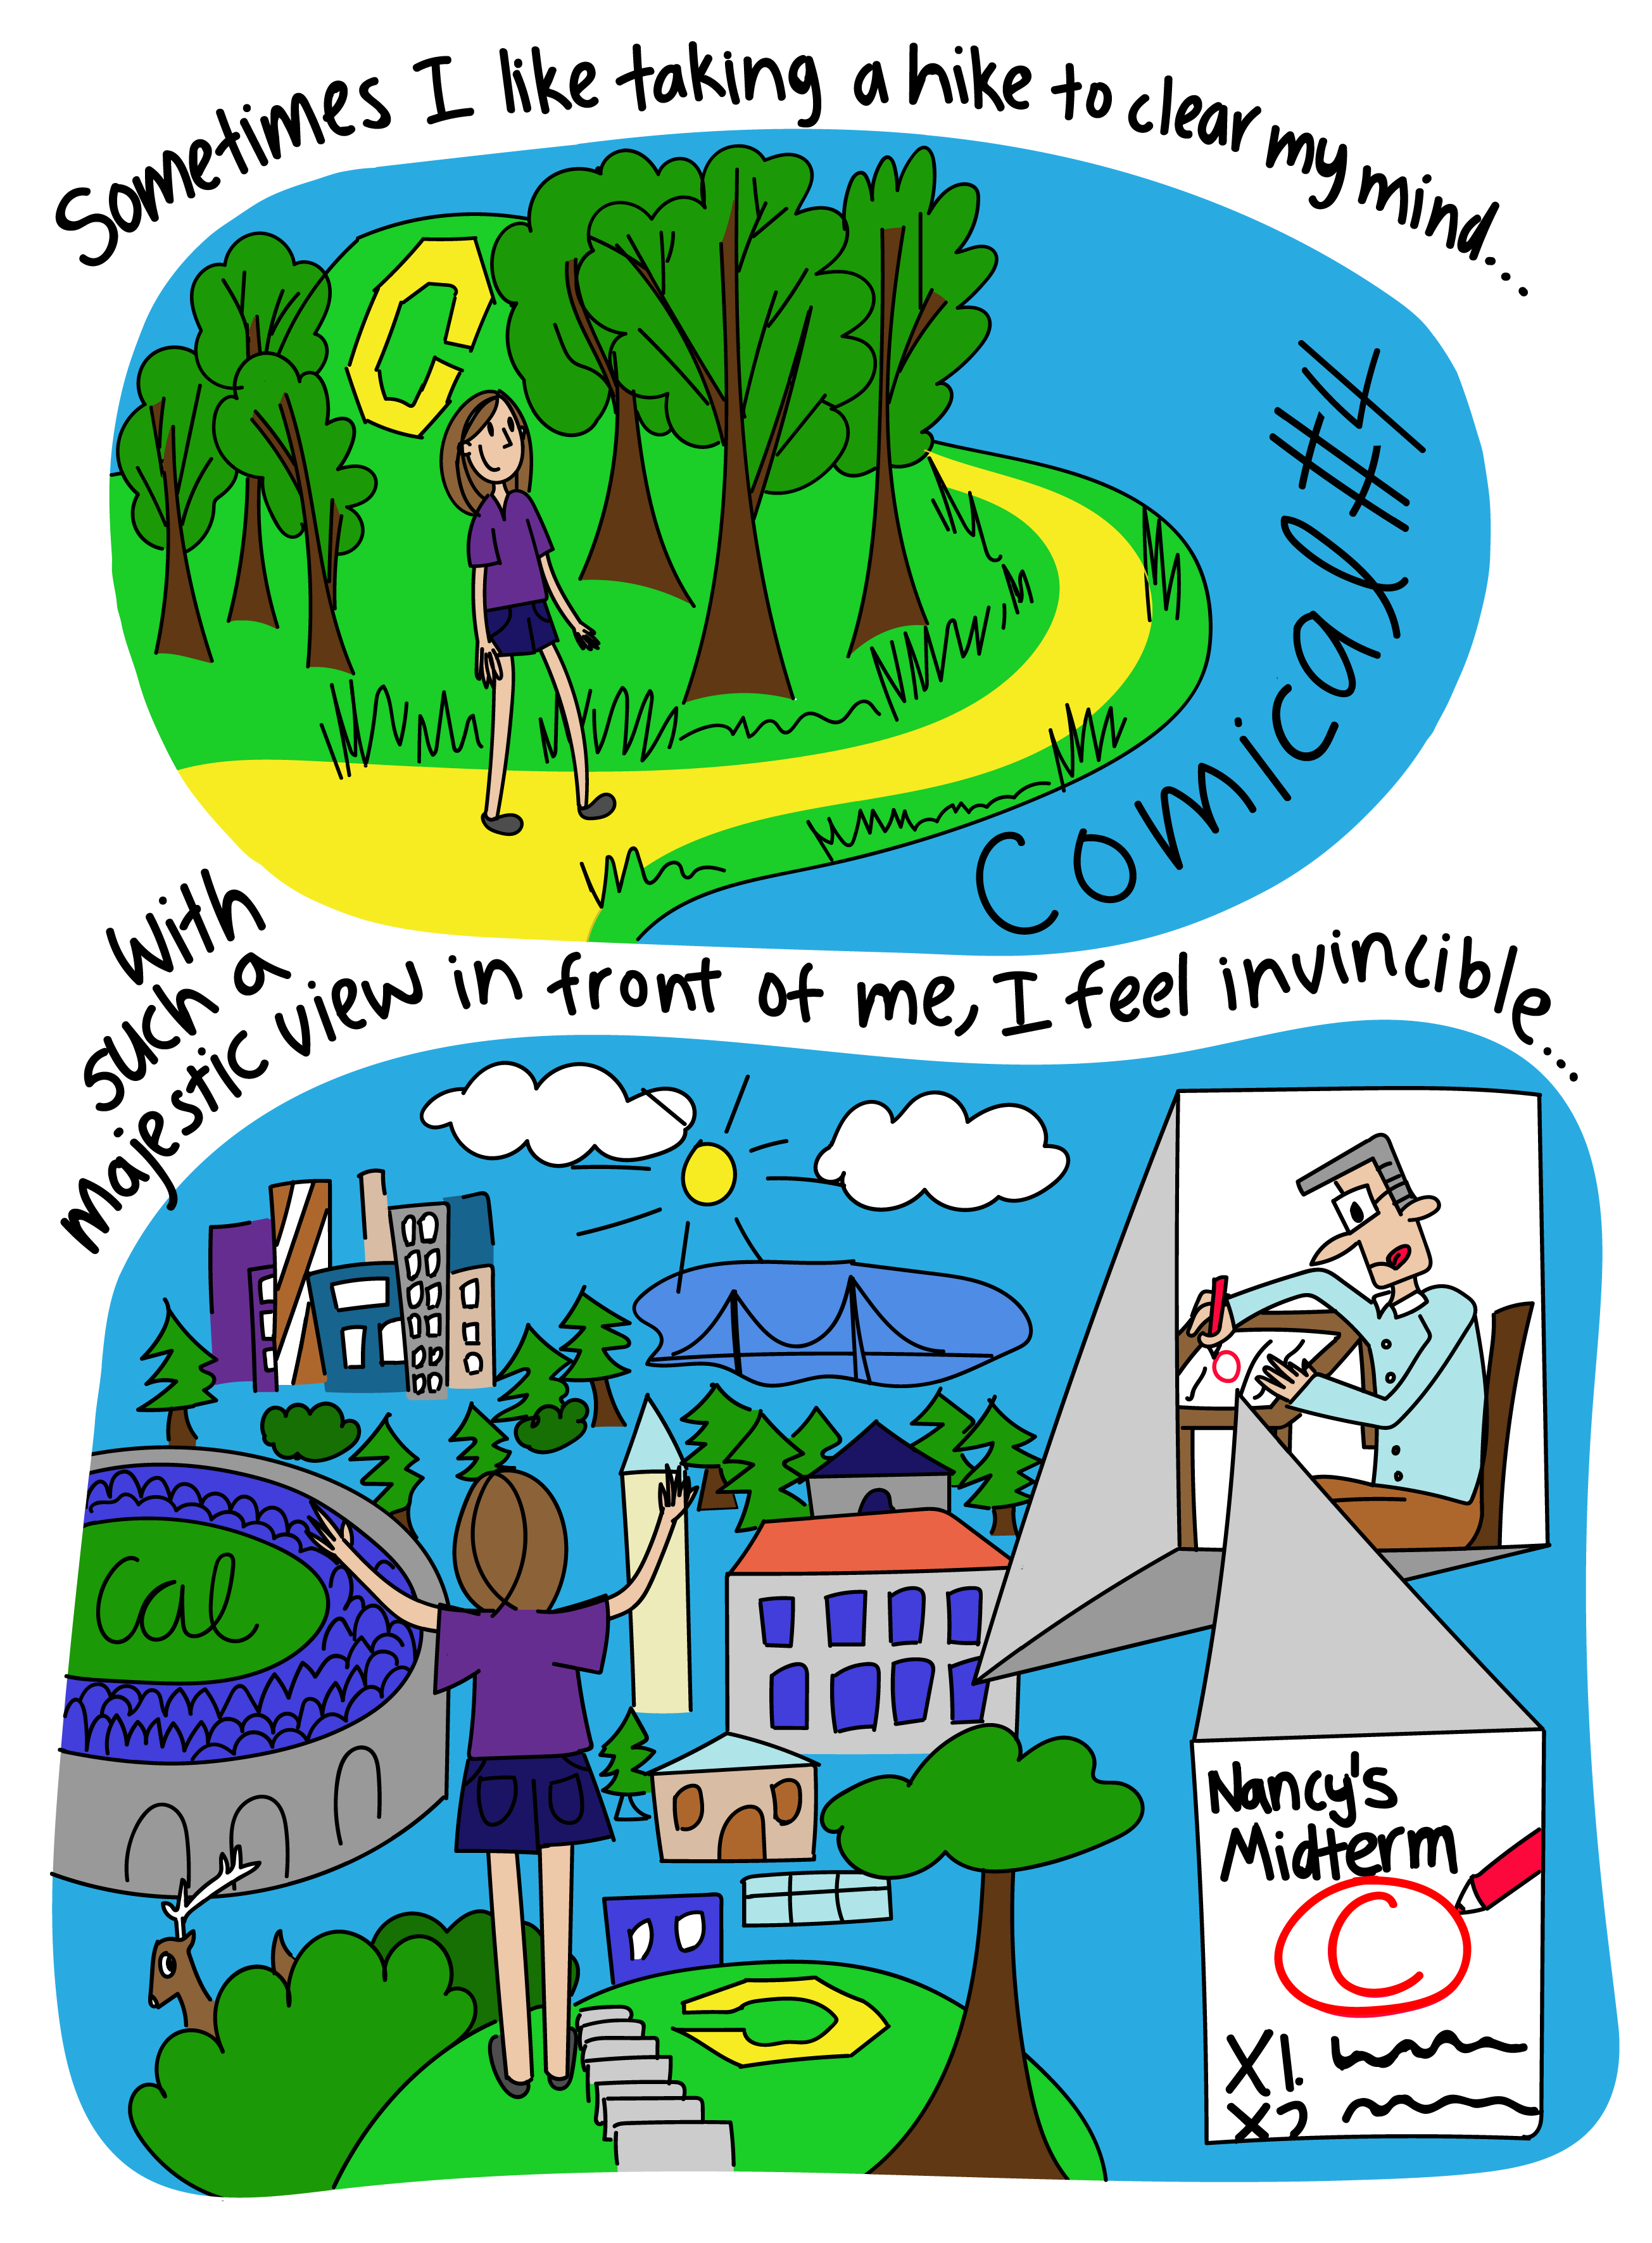 Sometimes I like taking a hike to clear my mind...
C
Comical #4
With
such a
majestic view in front of me, I feel invincible...
Cal
Nancy's
Midterm
C
X1.
X2
C